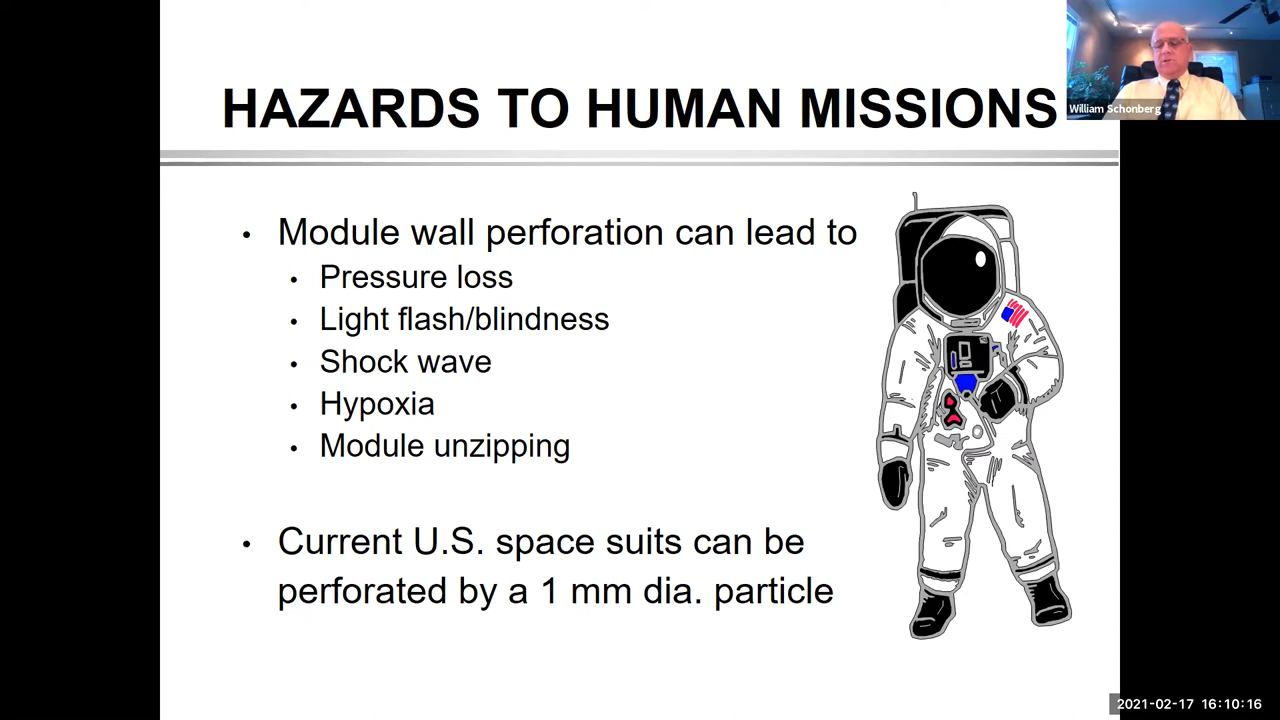 HAZARDS TO HUMAN MISSIONS
William Schonberg
• Module wall perforation can lead to
• Pressure loss
• Light flash/blindness
• Shock wave
• Hypoxia
• Module unzipping
• Current U.S. space suits can be
perforated by a 1 mm dia. particle
2021-02-17 16:10:16